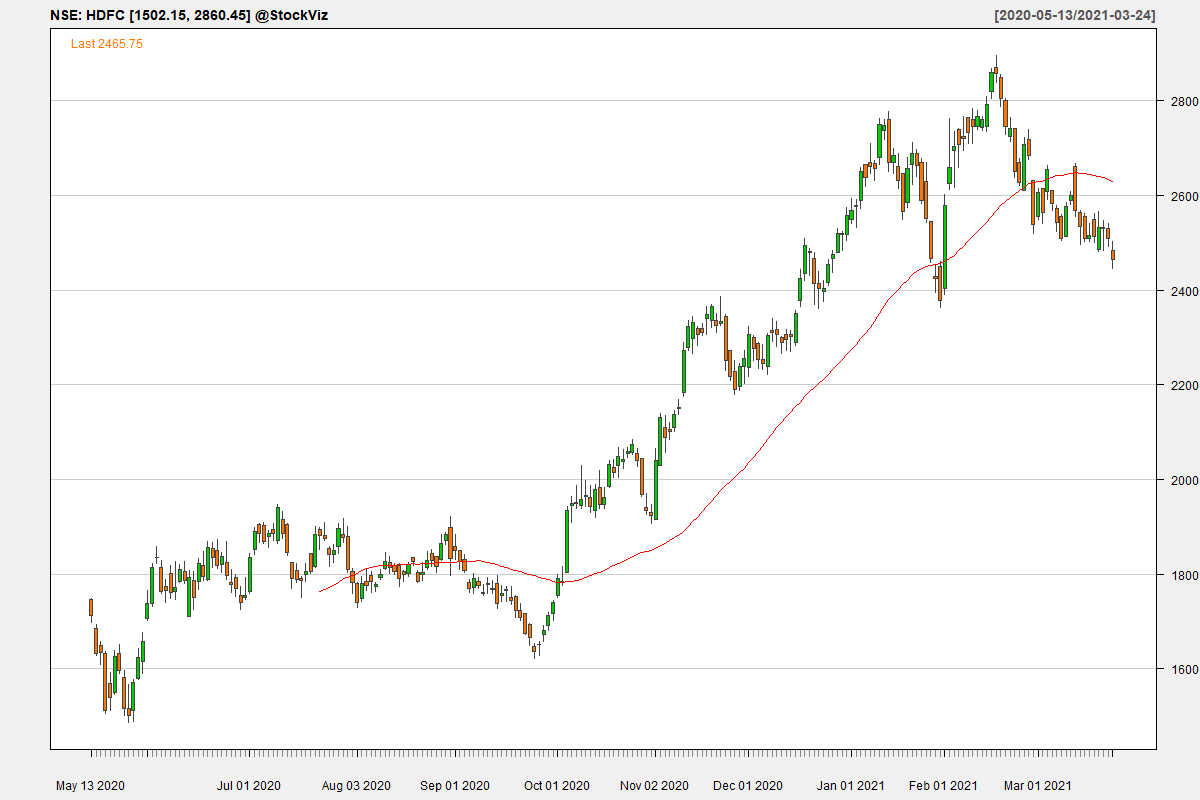 NSE: HDFC [1502.15, 2860.45] @StockViz [2020-05-13/2021-03-24]
Last 2465.75
2800
2600
2400
2200
2000
1800
1600
May 13 2020 Jul 01 2020 Aug 03 2020 Sep 01 2020 Oct 01 2020 Nov 02 2020 Dec 01 2020 Jan 01 2021 Feb 01 2021 Mar 01 2021